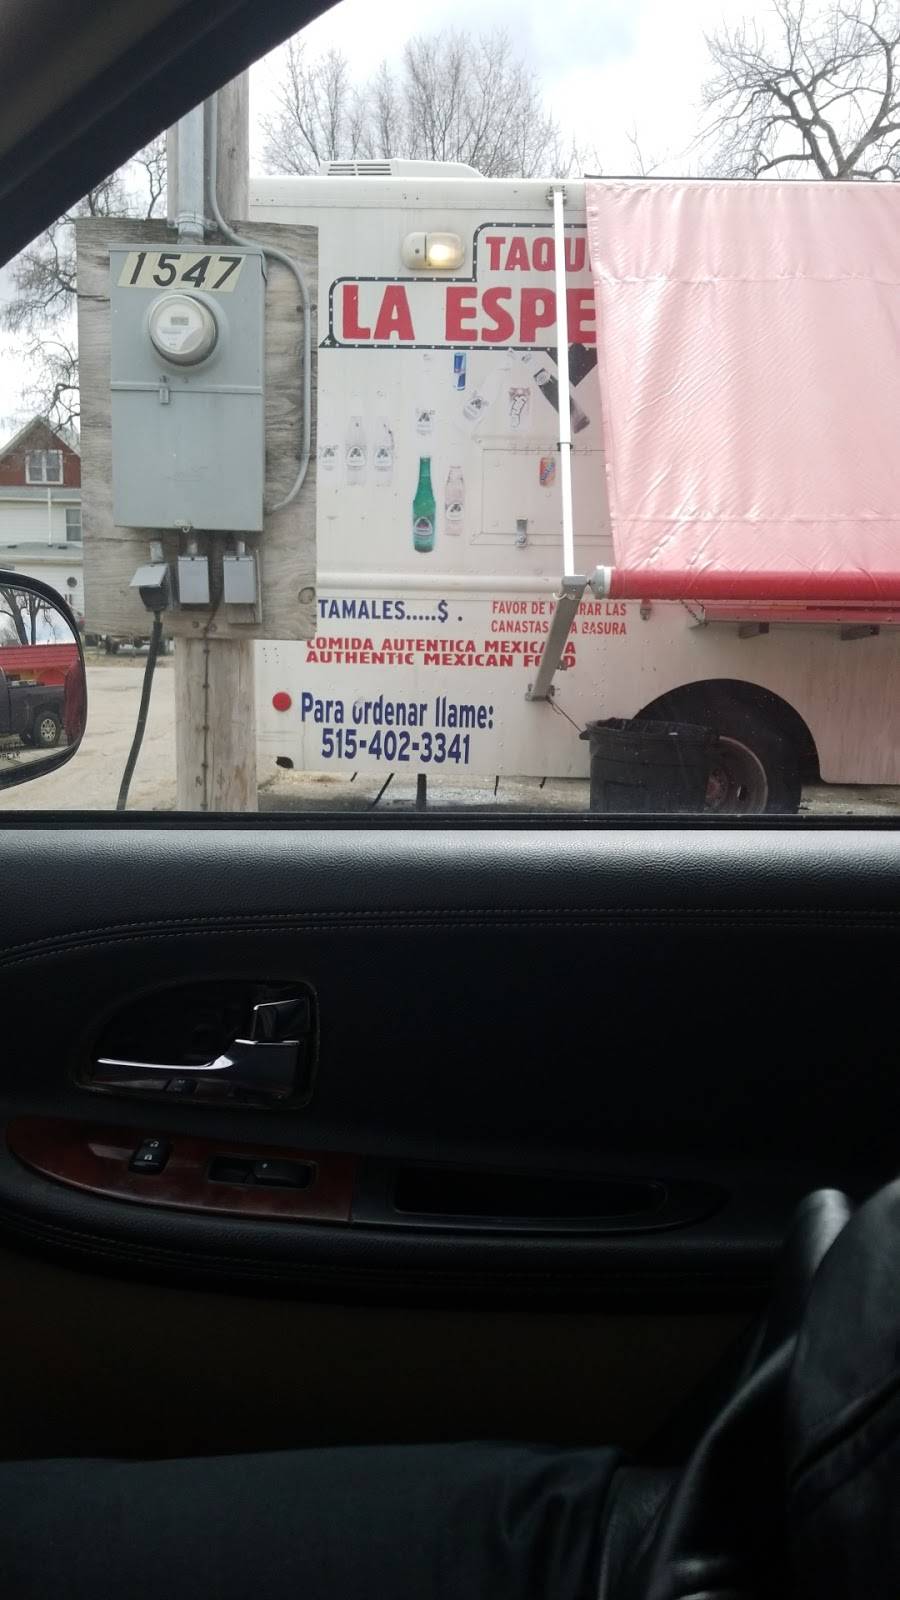 1547
TAQU
LA ESPE
TAMALES.....$ .
FAVOR DE RAR LAS
CANASTAS A BASURA
COMIDA AUTENTICA MEXIC A
AUTHENTIC MEXICAN F D
Para ordenar llame:
515-402-3341